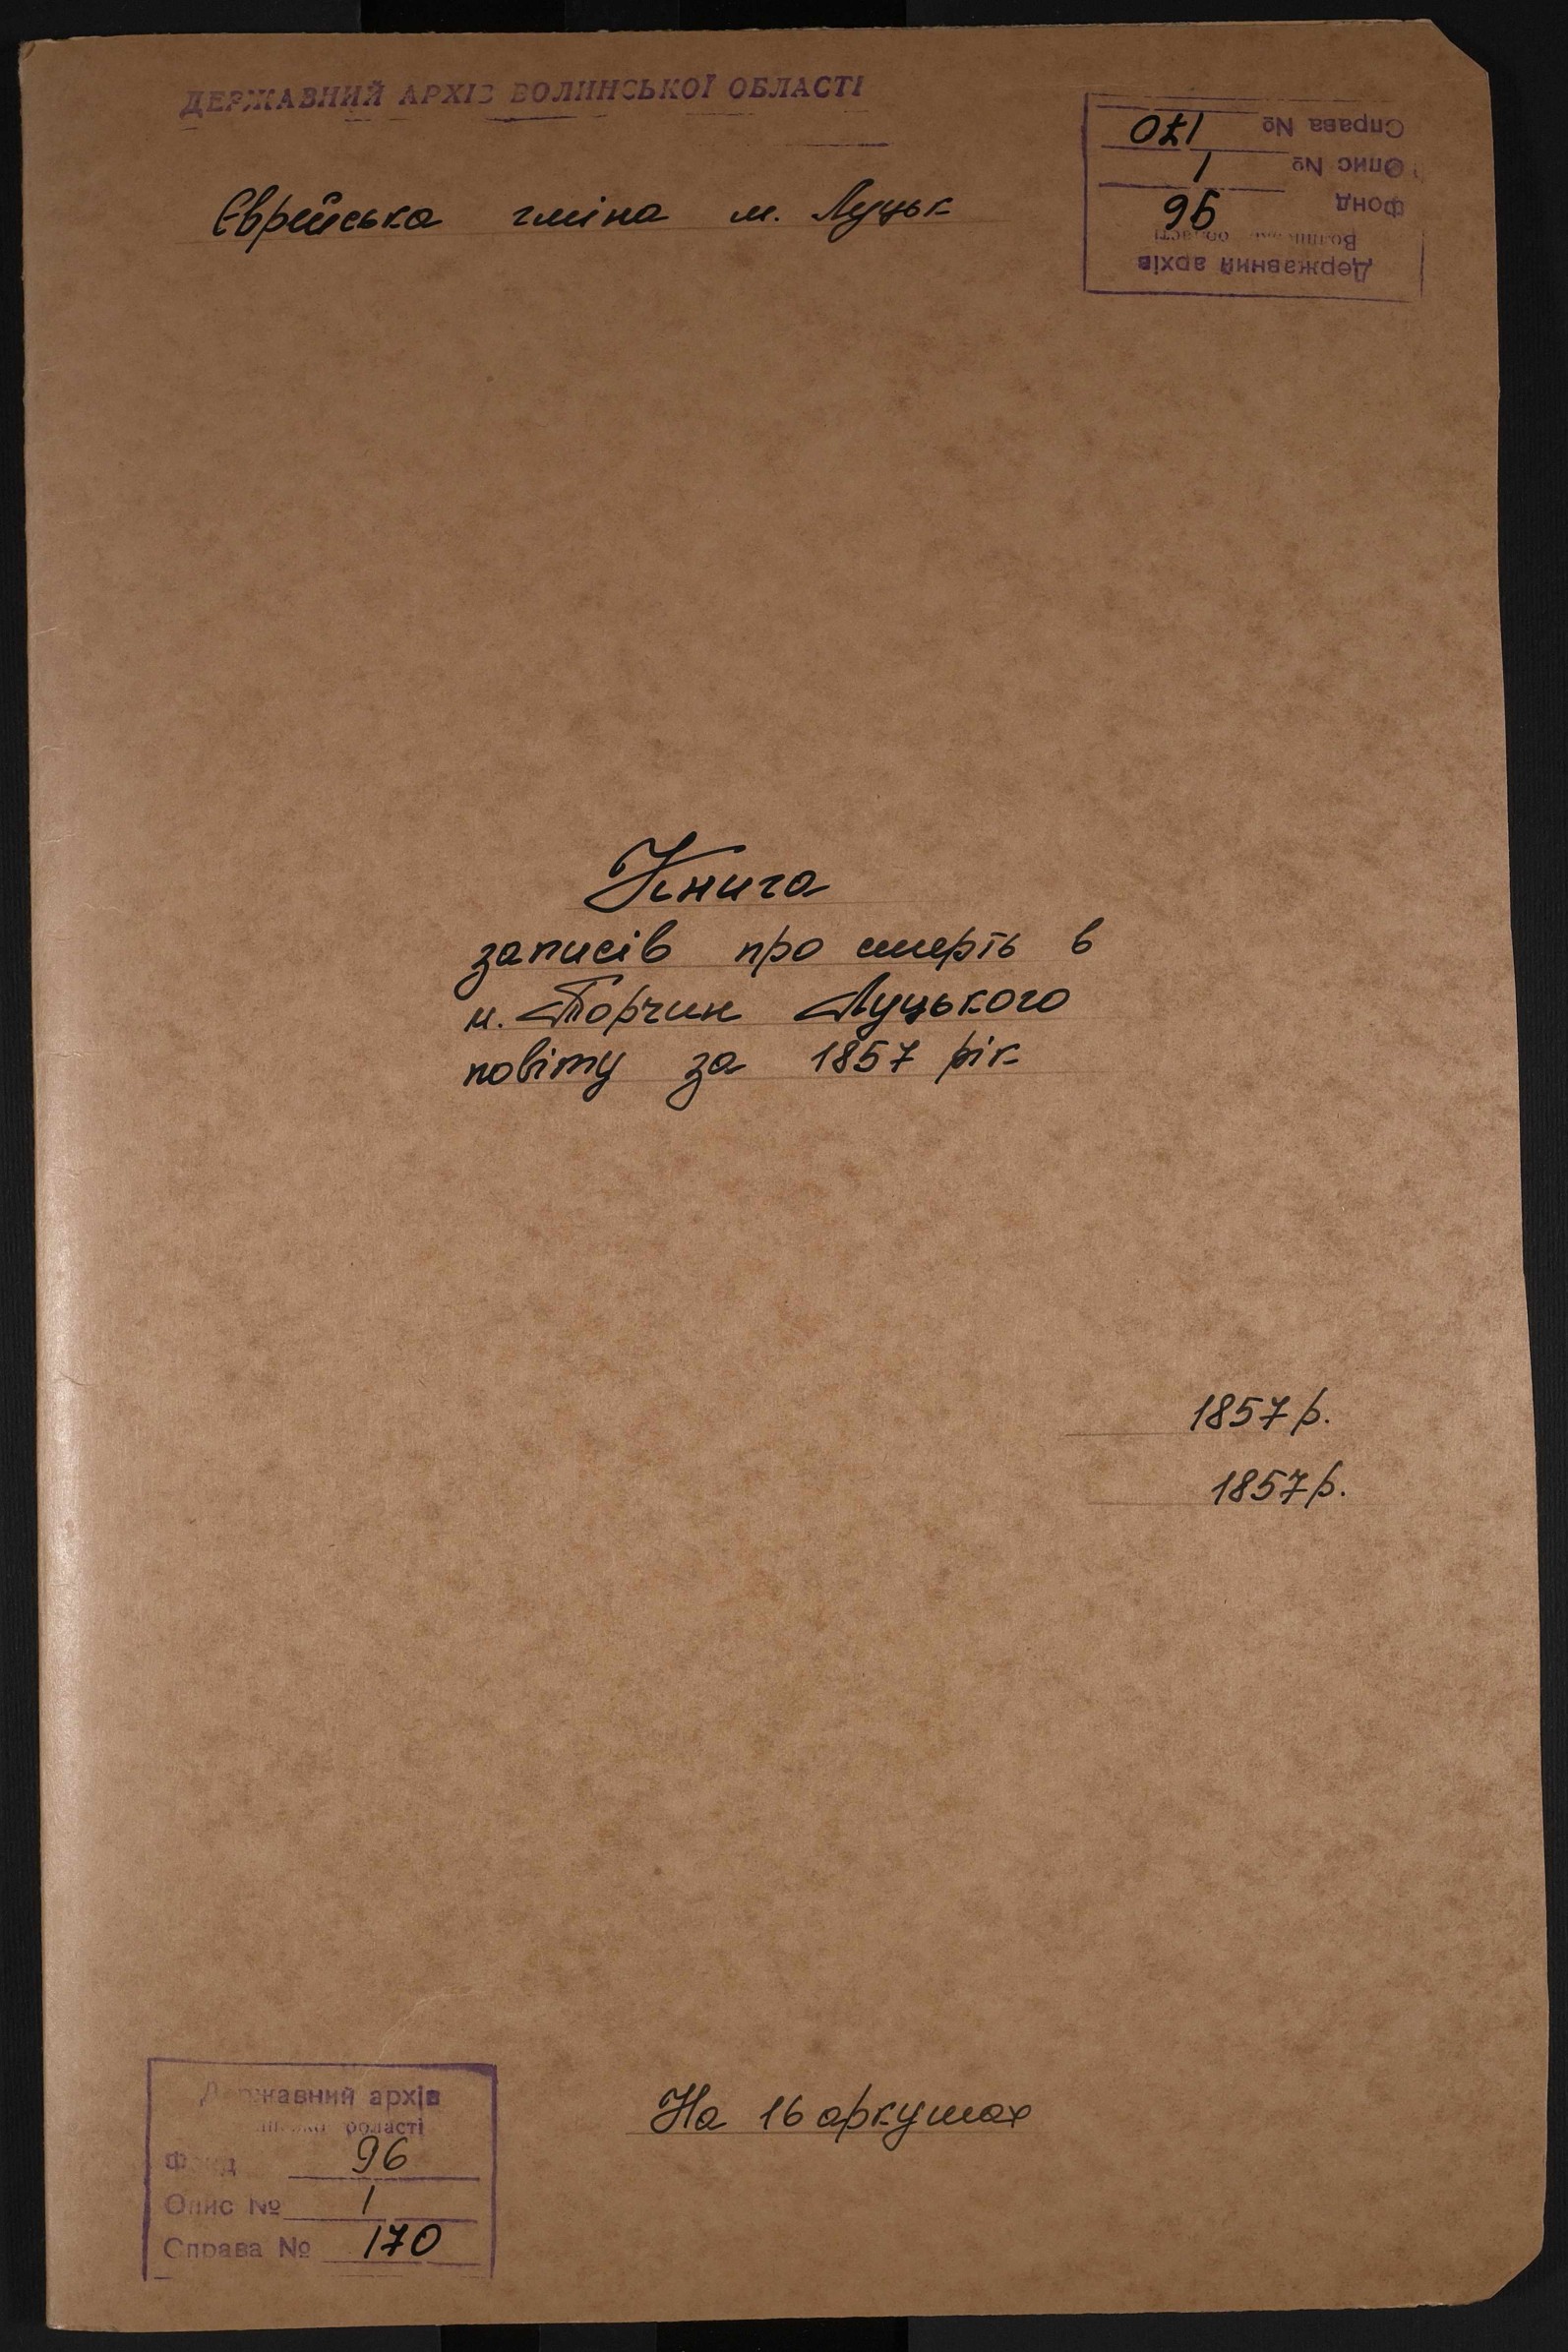 ДЕРЖАВНИЙ АРХІВ ВОЛИНСЬКОЇ ОБЛАСТІ
Єврейська гміна м. Луцьк
Державний архів
Волинської області
Фонд 96
Опис № 1
Справа № 170
Книга
записів про смерть в
м. Торчин Луцького
повіту за 1857 рік
1857 р.
1857 р.
На 16 аркушах
Державний архів
області
Фонд 96
Опис № 1
Справа № 170